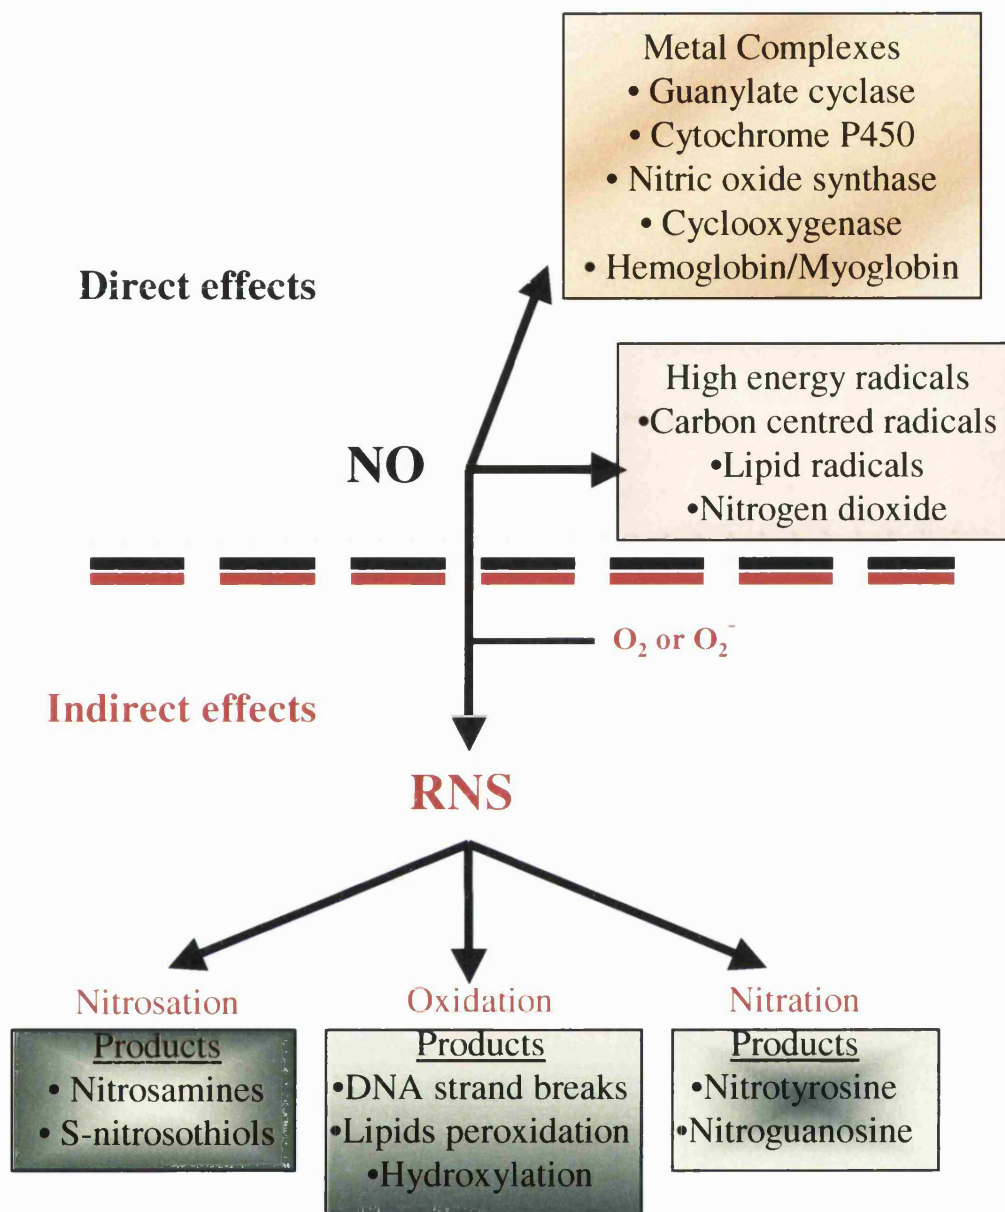 Metal Complexes
• Guanylate cyclase
• Cytochrome P450
• Nitric oxide synthase
• Cyclooxygenase
• Hemoglobin/Myoglobin
Direct effects
High energy radicals
•Carbon centred radicals
•Lipid radicals
•Nitrogen dioxide
NO
O₂ or O₂⁻
Indirect effects
RNS
Nitrosation
Products
• Nitrosamines
• S-nitrosothiols
Oxidation
Products
•DNA strand breaks
•Lipids peroxidation
•Hydroxylation
Nitration
Products
•Nitrotyrosine
•Nitroguanosine